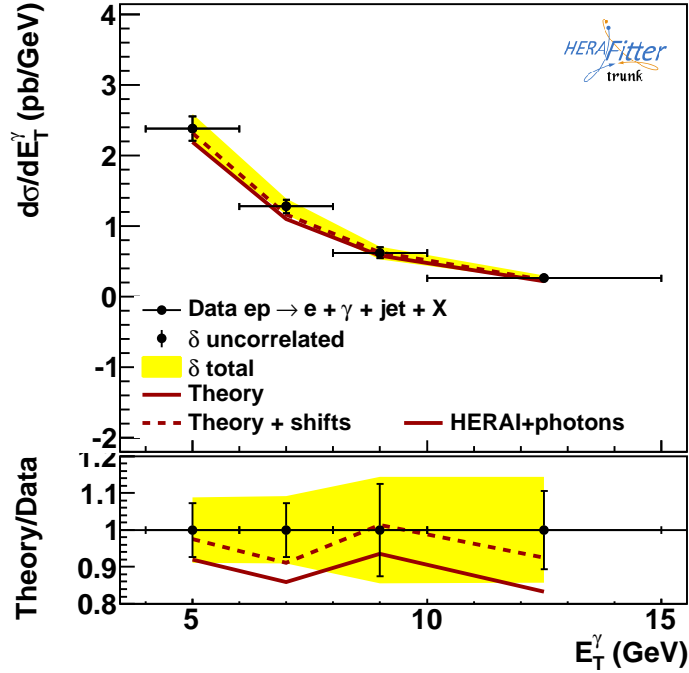 dσ/dE_T^γ (pb/GeV)
4
3
2
1
0
-1
-2
HERAFitter
trunk
Data ep → e + γ + jet + X
δ uncorrelated
δ total
Theory
Theory + shifts
HERAI+photons
Theory/Data
1.2
1.1
1
0.9
0.8
5
10
15
E_T^γ (GeV)